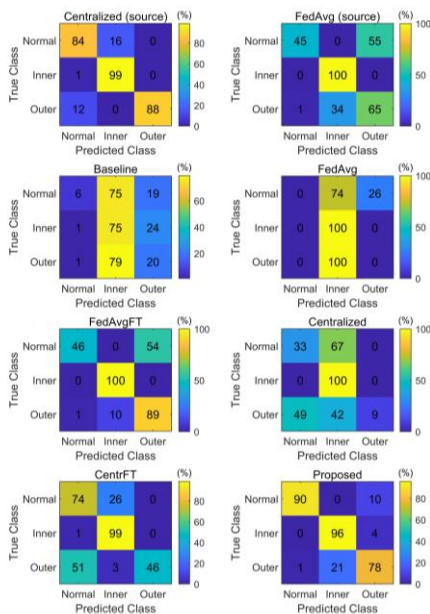 Centralized (source) (%)
Normal 84 16 0
Inner 1 99 0
Outer 12 0 88
Normal Inner Outer
Predicted Class
True Class
80
60
40
20
0
FedAvg (source) (%)
Normal 45 0 55
Inner 0 100 0
Outer 1 34 65
Normal Inner Outer
Predicted Class
True Class
100
50
0
Baseline (%)
Normal 6 75 19
Inner 1 75 24
Outer 1 79 20
Normal Inner Outer
Predicted Class
True Class
60
40
20
FedAvg (%)
Normal 0 74 26
Inner 0 100 0
Outer 0 100 0
Normal Inner Outer
Predicted Class
True Class
100
50
0
FedAvgFT (%)
Normal 46 0 54
Inner 0 100 0
Outer 1 10 89
Normal Inner Outer
Predicted Class
True Class
100
50
0
Centralized (%)
Normal 33 67 0
Inner 0 100 0
Outer 49 42 9
Normal Inner Outer
Predicted Class
True Class
100
50
0
CentrFT (%)
Normal 74 26 0
Inner 1 99 0
Outer 51 3 46
Normal Inner Outer
Predicted Class
True Class
80
60
40
20
0
Proposed (%)
Normal 90 0 10
Inner 0 96 4
Outer 1 21 78
Normal Inner Outer
Predicted Class
True Class
80
60
40
20
0